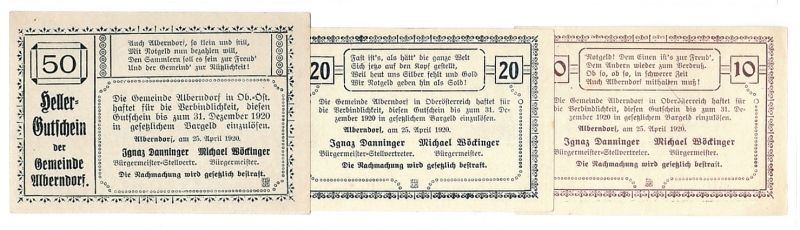 50
Heller-
Gutschein
der
Gemeinde
Alberndorf.
Auch Alberndorf, so klein und still,
Mit Notgeld nun bezahlen will,
Den Sammlern soll es sein zur Freud'
Und der Gemeind' zur Nützlichkeit!
Die Gemeinde Alberndorf in Ob.-Öst.
haftet für die Verbindlichkeit, diesen
Gutschein bis zum 31. Dezember 1920
in gesetzlichem Bargeld einzulösen.
Alberndorf, am 25. April 1920.
Ignaz Danninger Michael Wöckinger
Bürgermeister-Stellvertr. Bürgermeister.
Die Nachmachung wird gesetzlich bestraft.
20
Fast ist's, als hätt' die ganze Welt
Sich jetzo auf den Kopf gestellt,
Weil heut uns Silber fehlt und Gold
Wir Notgeld geben hin als Sold!
20
Die Gemeinde Alberndorf in Oberösterreich haftet
für die Verbindlichkeit, diesen Gutschein bis zum 31.
Dezember 1920 in gesetzlichem Bargeld einzulösen.
Alberndorf, am 25. April 1920.
Ignaz Danninger Michael Wöckinger
Bürgermeister-Stellvertreter. Bürgermeister.
Die Nachmachung wird gesetzlich bestraft.
10
Notgeld! Dem Einen ist's zur Freud',
Dem Andern wieder zum Verdruß.
Ob so, ob so, in schwerer Zeit
Auch Alberndorf mithalten muß!
10
Die Gemeinde Alberndorf in Oberösterreich haftet für
die Verbindlichkeit, diesen Gutschein bis zum 31. De-
zember 1920 in gesetzlichem Bargeld einzulösen.
Alberndorf, am 25. April 1920.
Ignaz Danninger Michael Wöckinger
Bürgermeister-Stellvertreter. Bürgermeister.
Die Nachmachung wird gesetzlich bestraft.